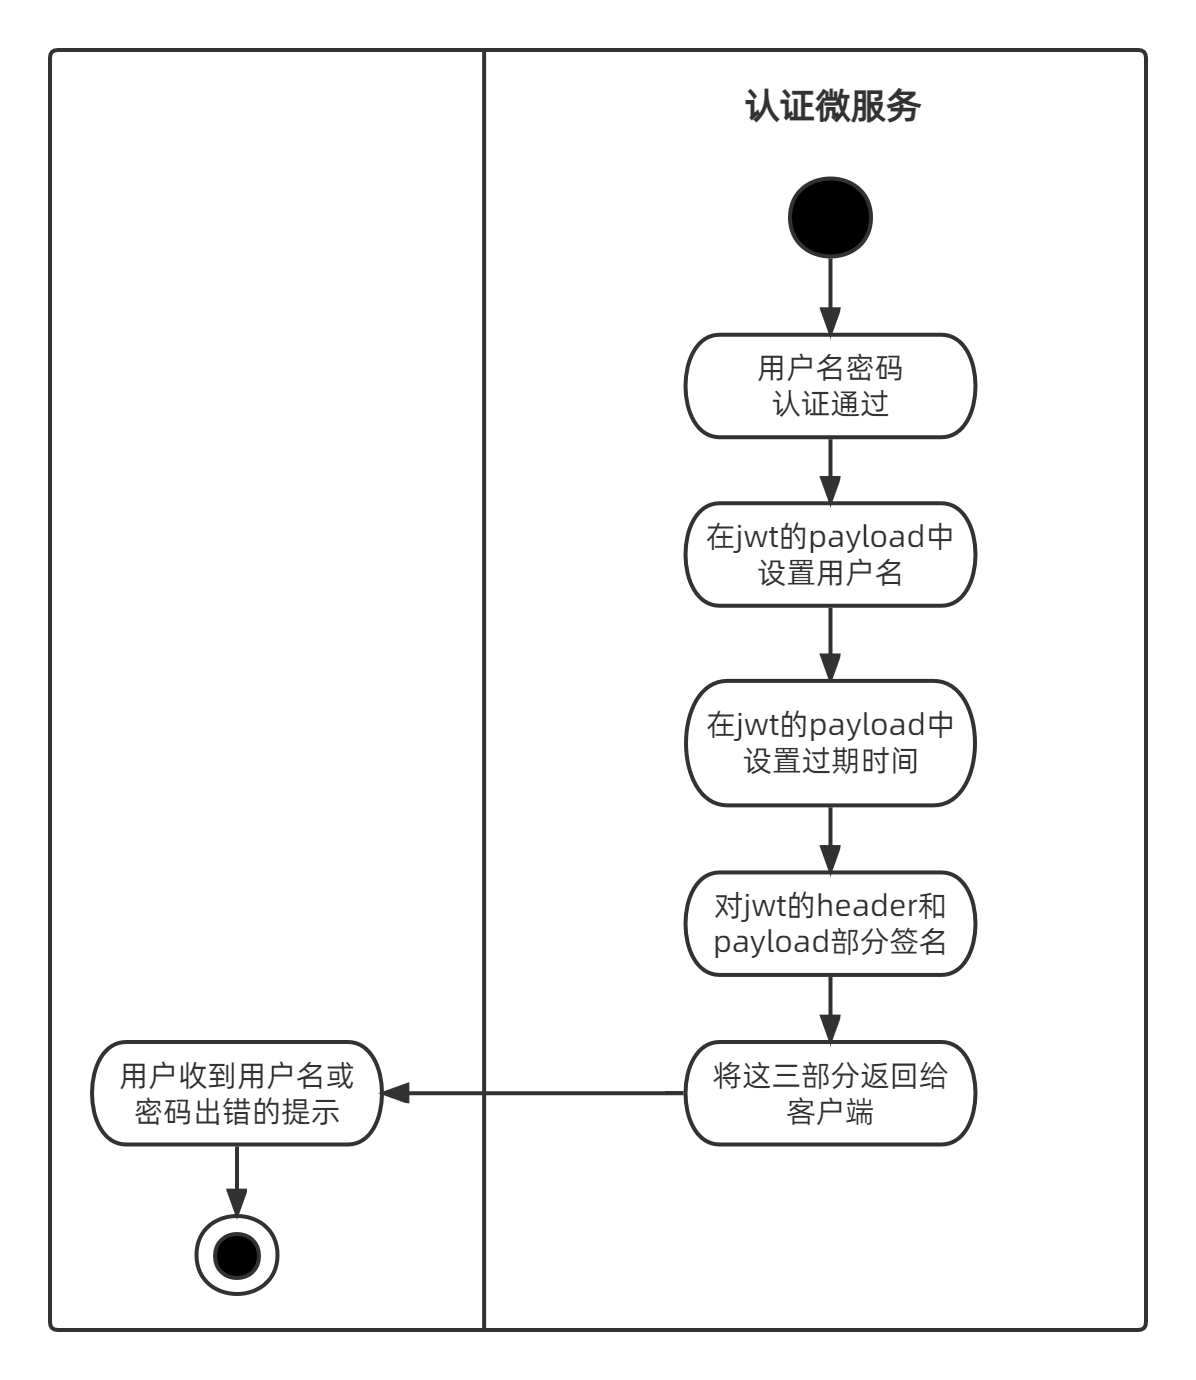 认证微服务
用户名密码
认证通过
在jwt的payload中
设置用户名
在jwt的payload中
设置过期时间
对jwt的header和
payload部分签名
将这三部分返回给
客户端
用户收到用户名或
密码出错的提示